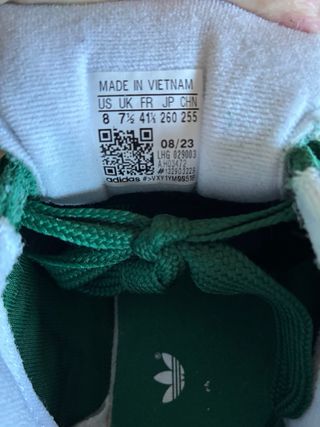 MADE IN VIETNAM
US UK FR JP CHN
8 7½ 41⅓ 260 255
08/23
LHG 029003
adidas